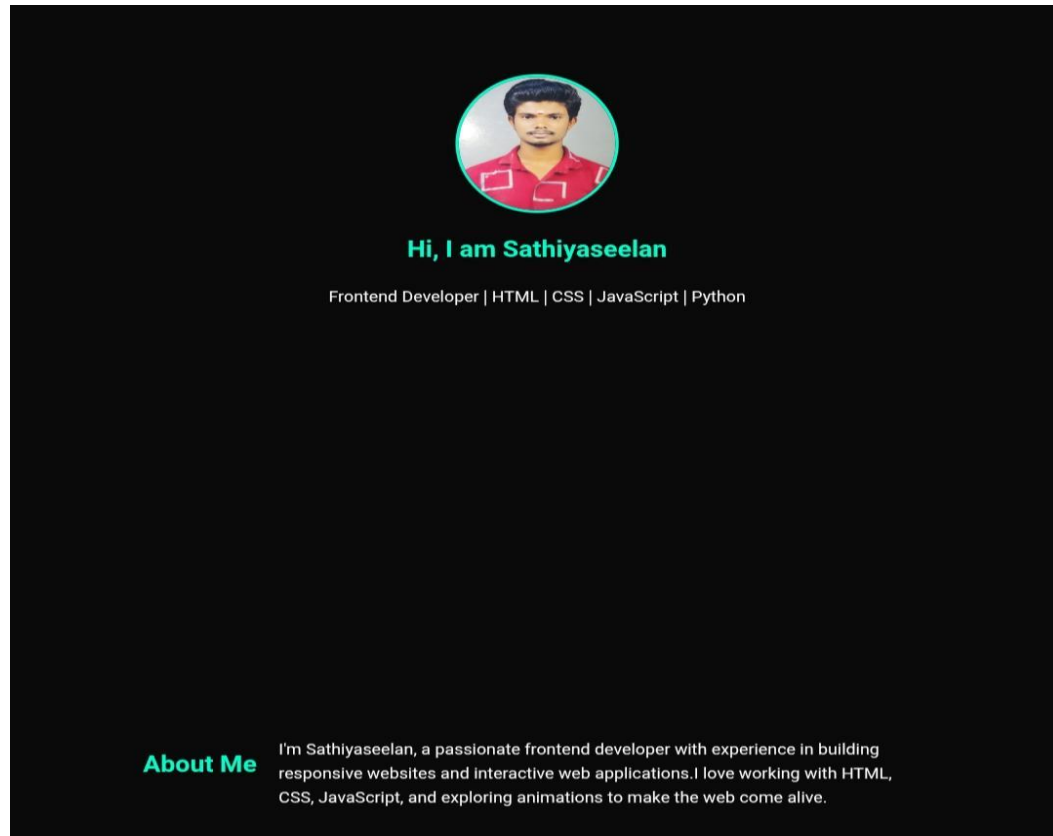 Hi, I am Sathiyaseelan
Frontend Developer | HTML | CSS | JavaScript | Python
About Me
I'm Sathiyaseelan, a passionate frontend developer with experience in building
responsive websites and interactive web applications.I love working with HTML,
CSS, JavaScript, and exploring animations to make the web come alive.